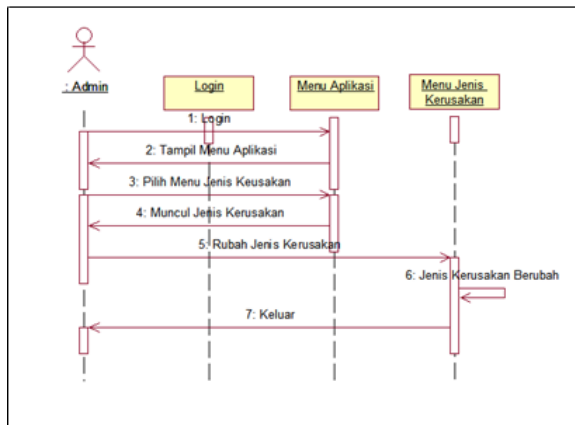 : Admin
Login
Menu Aplikasi
Menu Jenis
Kerusakan
1: Login
2: Tampil Menu Aplikasi
3: Pilih Menu Jenis Keusakan
4: Muncul Jenis Kerusakan
5: Rubah Jenis Kerusakan
6: Jenis Kerusakan Berubah
7: Keluar